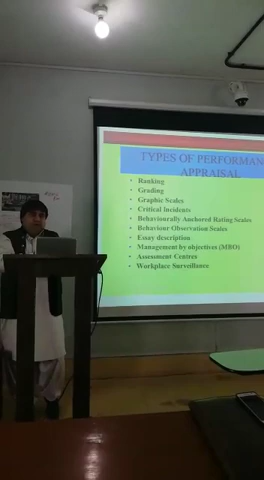 TYPES OF PERFORMAN
APPRAISAL
• Ranking
• Grading
• Graphic Scales
• Critical Incidents
• Behaviourally Anchored Rating Scales
• Behaviour Observation Scales
• Essay description
• Management by objectives (MBO)
• Assessment Centres
• Workplace Surveillance